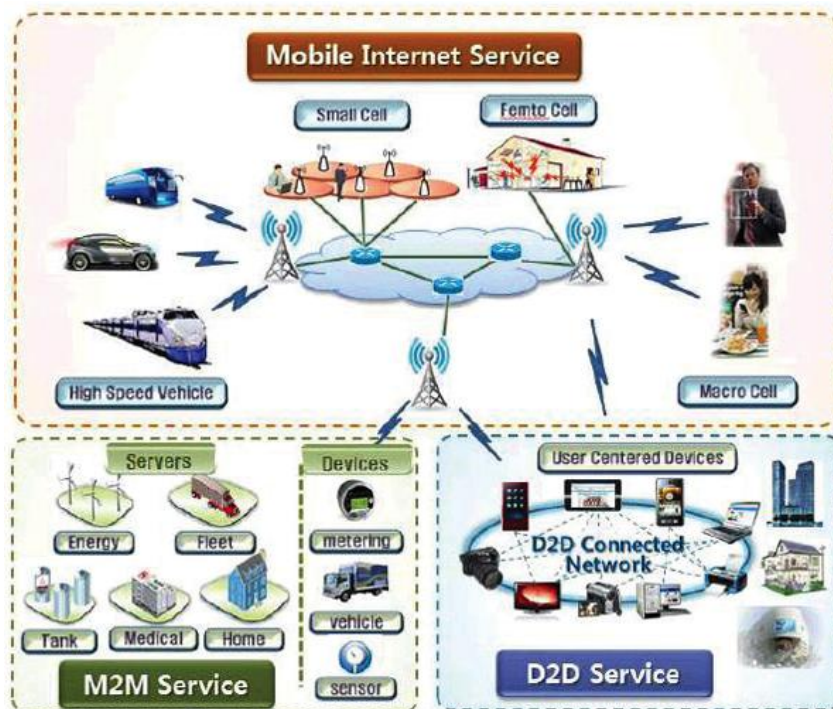 Mobile Internet Service
Small Cell
Femto Cell
High Speed Vehicle
Macro Cell
Servers
Devices
User Centered Devices
Energy
Fleet
metering
D2D Connected
Network
Tank
Medical
Home
vehicle
sensor
M2M Service
D2D Service